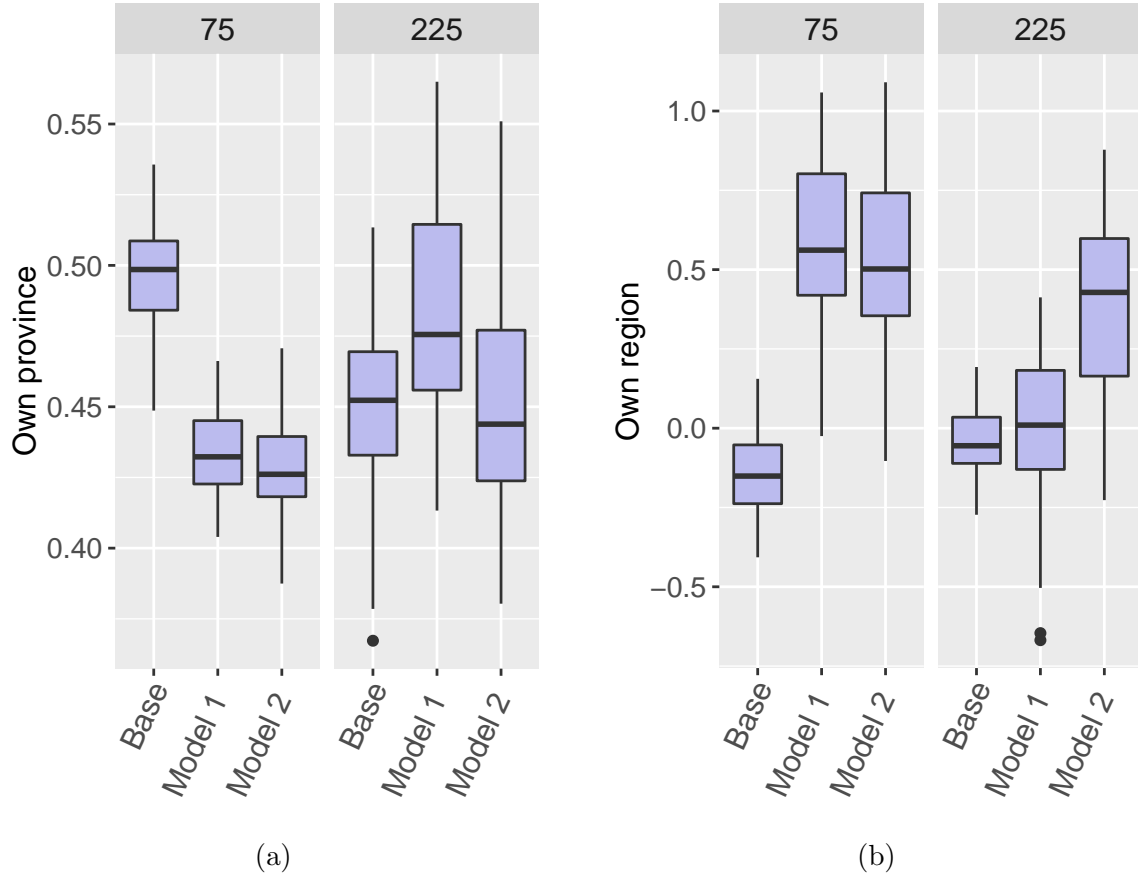 75 225
Own province
0.55
0.50
0.45
0.40
Base Model 1 Model 2 Base Model 1 Model 2
(a)
75 225
Own region
1.0
0.5
0.0
−0.5
Base Model 1 Model 2 Base Model 1 Model 2
(b)